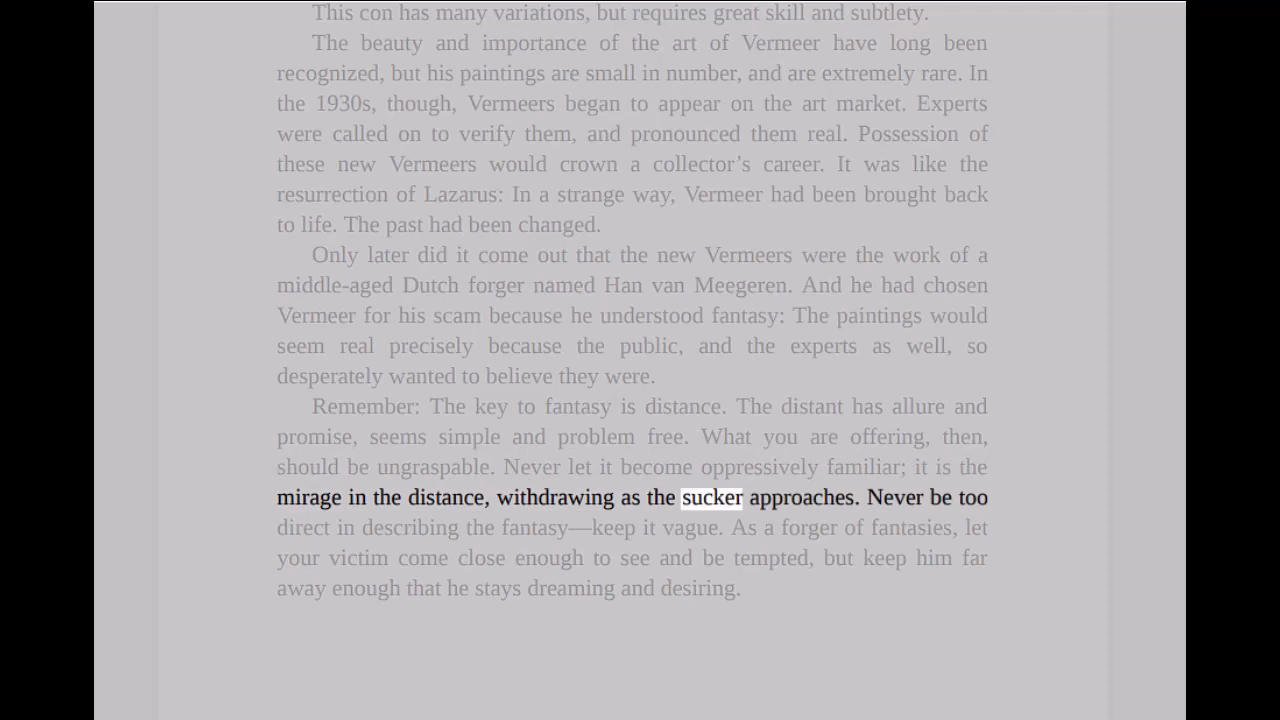 This con has many variations, but requires great skill and subtlety.
The beauty and importance of the art of Vermeer have long been
recognized, but his paintings are small in number, and are extremely rare. In
the 1930s, though, Vermeers began to appear on the art market. Experts
were called on to verify them, and pronounced them real. Possession of
these new Vermeers would crown a collector’s career. It was like the
resurrection of Lazarus: In a strange way, Vermeer had been brought back
to life. The past had been changed.
Only later did it come out that the new Vermeers were the work of a
middle-aged Dutch forger named Han van Meegeren. And he had chosen
Vermeer for his scam because he understood fantasy: The paintings would
seem real precisely because the public, and the experts as well, so
desperately wanted to believe they were.
Remember: The key to fantasy is distance. The distant has allure and
promise, seems simple and problem free. What you are offering, then,
should be ungraspable. Never let it become oppressively familiar; it is the
mirage in the distance, withdrawing as the sucker approaches. Never be too
direct in describing the fantasy—keep it vague. As a forger of fantasies, let
your victim come close enough to see and be tempted, but keep him far
away enough that he stays dreaming and desiring.